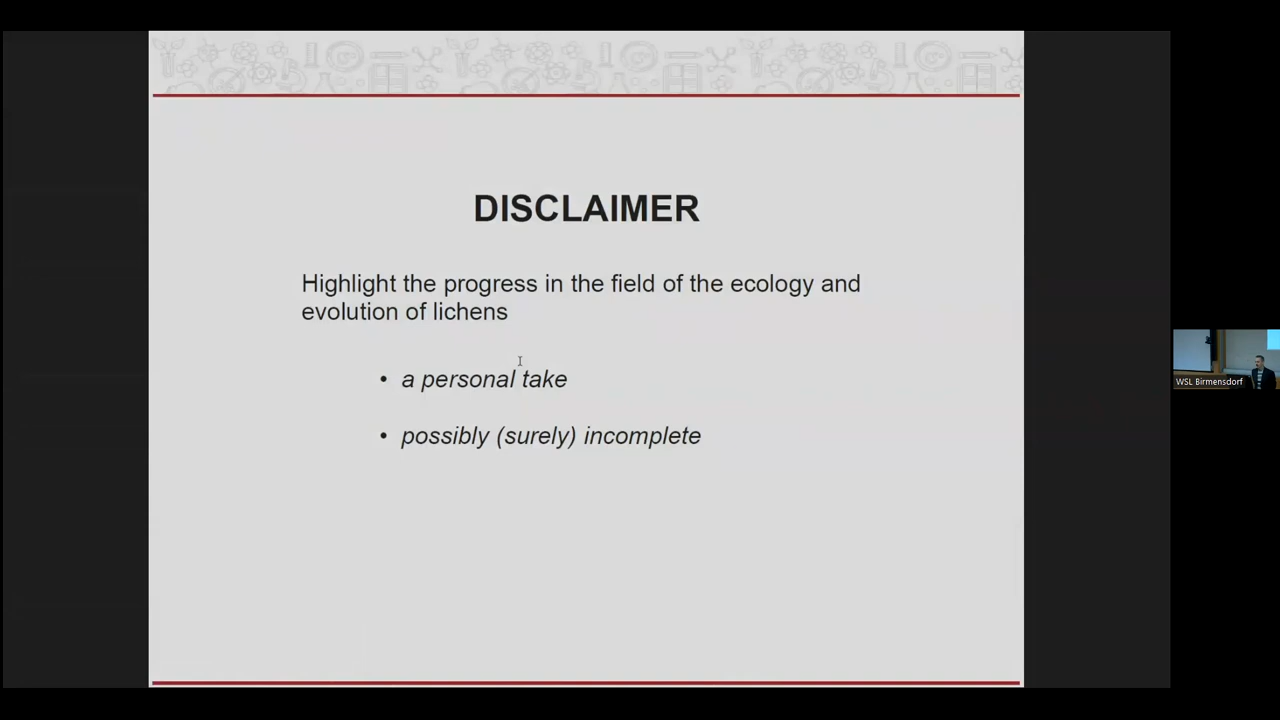 DISCLAIMER
Highlight the progress in the field of the ecology and
evolution of lichens
• a personal take
• possibly (surely) incomplete
WSL Birmensdorf